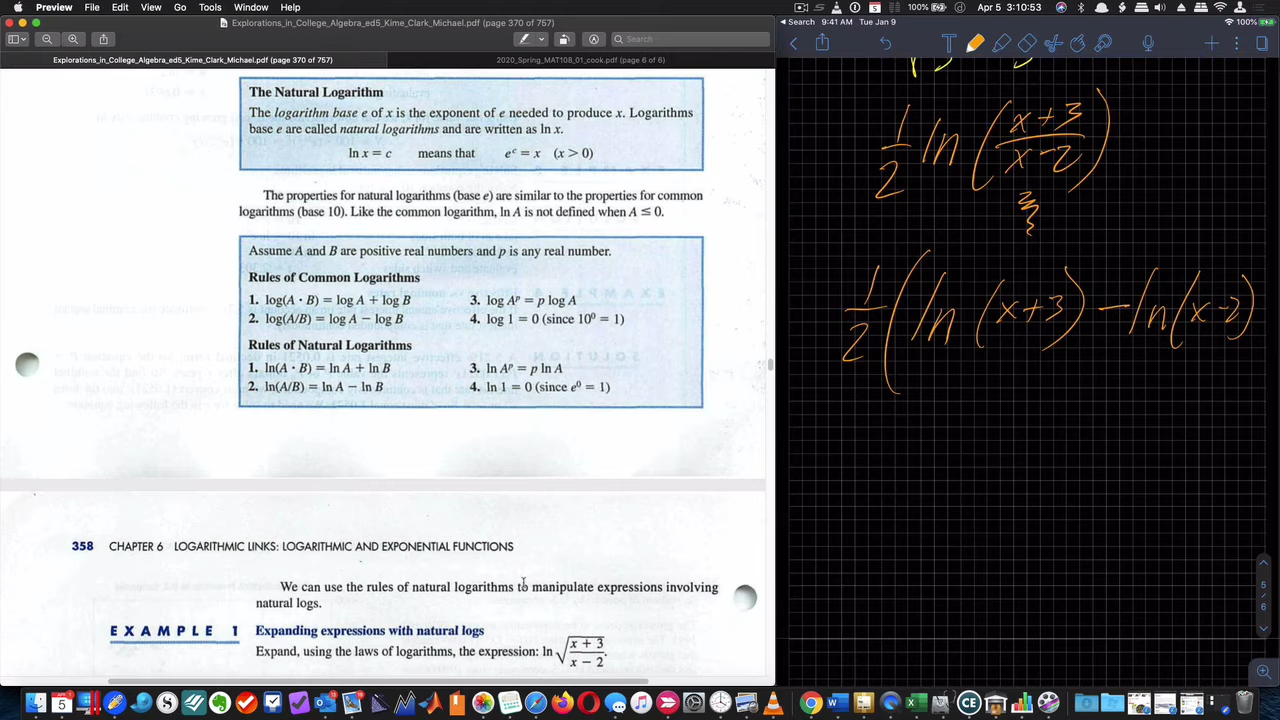 Preview File Edit View Go Tools Window Help
100% Apr 5 3:10:53
Explorations_in_College_Algebra_ed5_Kime_Clark_Michael.pdf (page 370 of 757)
Search
Explorations_in_College_Algebra_ed5_Kime_Clark_Michael.pdf (page 370 of 757)
2020_Spring_MAT108_01_cook.pdf (page 6 of 6)
The Natural Logarithm
The logarithm base e of x is the exponent of e needed to produce x. Logarithms
base e are called natural logarithms and are written as ln x.
ln x = c means that e^c = x (x > 0)
The properties for natural logarithms (base e) are similar to the properties for common
logarithms (base 10). Like the common logarithm, ln A is not defined when A ≤ 0.
Assume A and B are positive real numbers and p is any real number.
Rules of Common Logarithms
1. log(A · B) = log A + log B 3. log A^p = p log A
2. log(A/B) = log A − log B 4. log 1 = 0 (since 10^0 = 1)
Rules of Natural Logarithms
1. ln(A · B) = ln A + ln B 3. ln A^p = p ln A
2. ln(A/B) = ln A − ln B 4. ln 1 = 0 (since e^0 = 1)
358 CHAPTER 6 LOGARITHMIC LINKS: LOGARITHMIC AND EXPONENTIAL FUNCTIONS
We can use the rules of natural logarithms to manipulate expressions involving
natural logs.
EXAMPLE 1 Expanding expressions with natural logs
Expand, using the laws of logarithms, the expression: ln √((x + 3)/(x − 2)).
Search 9:41 AM Tue Jan 9 100%
1/2 ln ((x+3)/(x-2))
1/2 (ln (x+3) - ln (x-2)
5
6